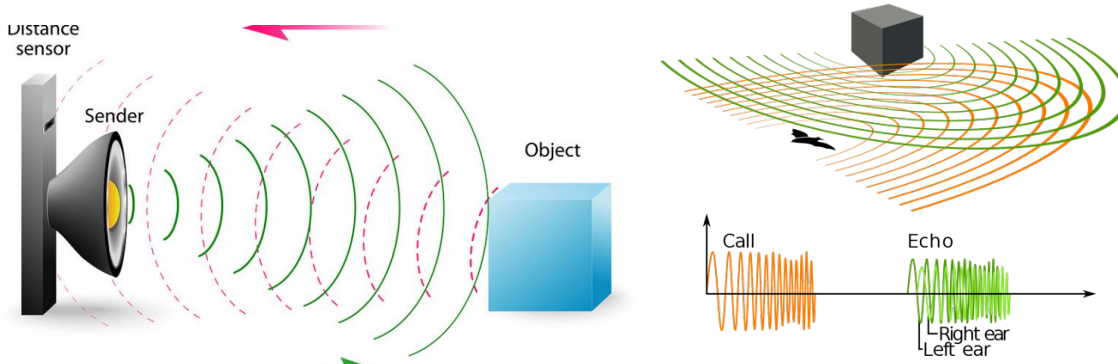 Distance
sensor
Sender
Object
Call
Echo
Right ear
Left ear